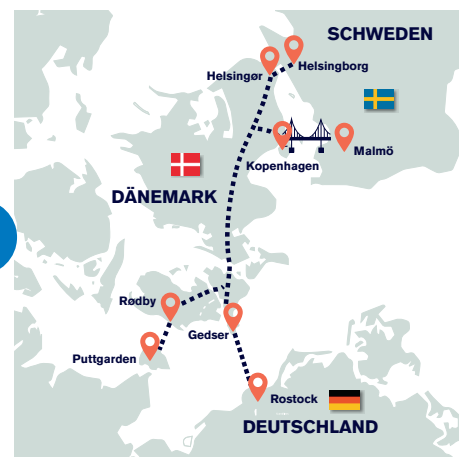 SCHWEDEN
Helsingør
Helsingborg
Kopenhagen
Malmö
DÄNEMARK
Rødby
Gedser
Puttgarden
Rostock
DEUTSCHLAND